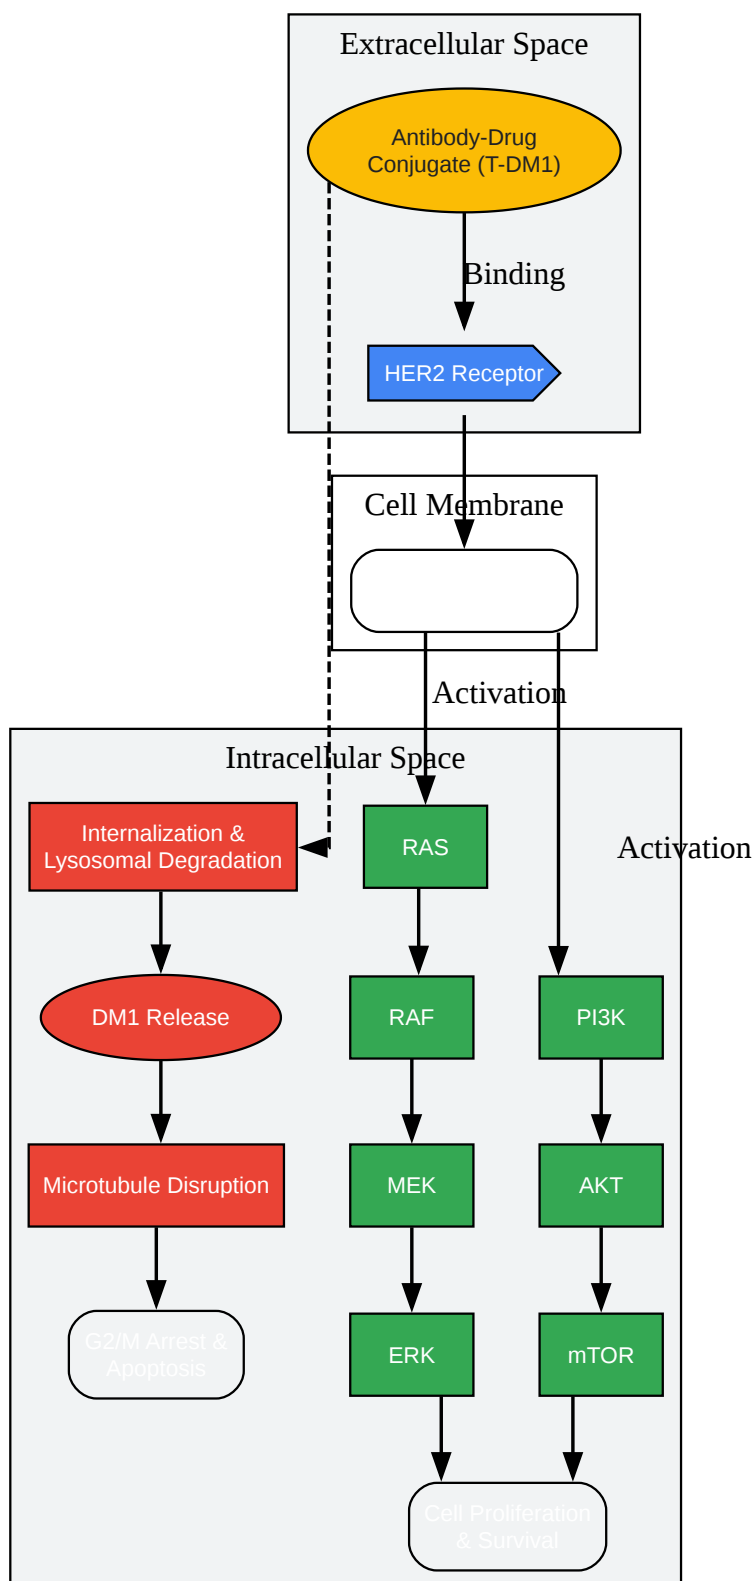 Extracellular Space
Antibody-Drug
Conjugate (T-DM1)
Binding
HER2 Receptor
Cell Membrane
Activation
Intracellular Space
Internalization &
Lysosomal Degradation
RAS
Activation
DM1 Release
RAF
PI3K
Microtubule Disruption
MEK
AKT
G2/M Arrest &
Apoptosis
ERK
mTOR
Cell Proliferation
& Survival